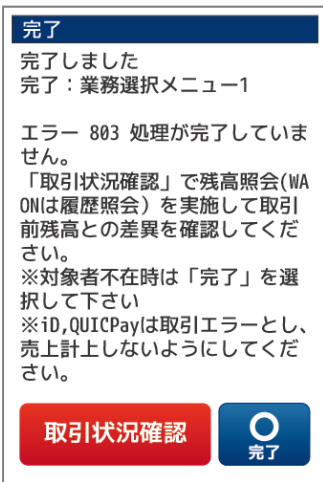 完了
完了しました
完了：業務選択メニュー1
エラー 803 処理が完了していま
せん。
「取引状況確認」で残高照会(WA
ONは履歴照会）を実施して取引
前残高との差異を確認してくだ
さい。
※対象者不在時は「完了」を選
択して下さい
※iD,QUICPayは取引エラーとし、
売上計上しないようにしてくだ
さい。
取引状況確認
完了